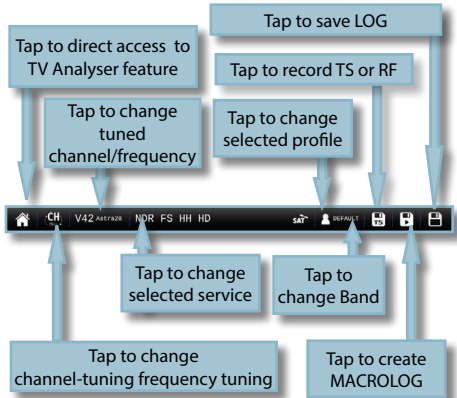 Tap to save LOG
Tap to direct access to
TV Analyser feature
Tap to record TS or RF
Tap to change
tuned
channel/frequency
Tap to change
selected profile
CH
V42 Astra28
NDR FS HH HD
SAT
DEFAULT
TS
Tap to change
selected service
Tap to
change Band
Tap to change
channel-tuning frequency tuning
Tap to create
MACROLOG